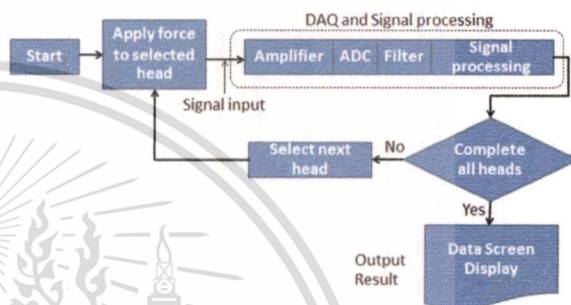 DAQ and Signal processing
Start
Apply force
to selected
head
Amplifier
ADC
Filter
Signal
processing
Signal input
Select next
head
No
Complete
all heads
Yes
Output
Result
Data Screen
Display